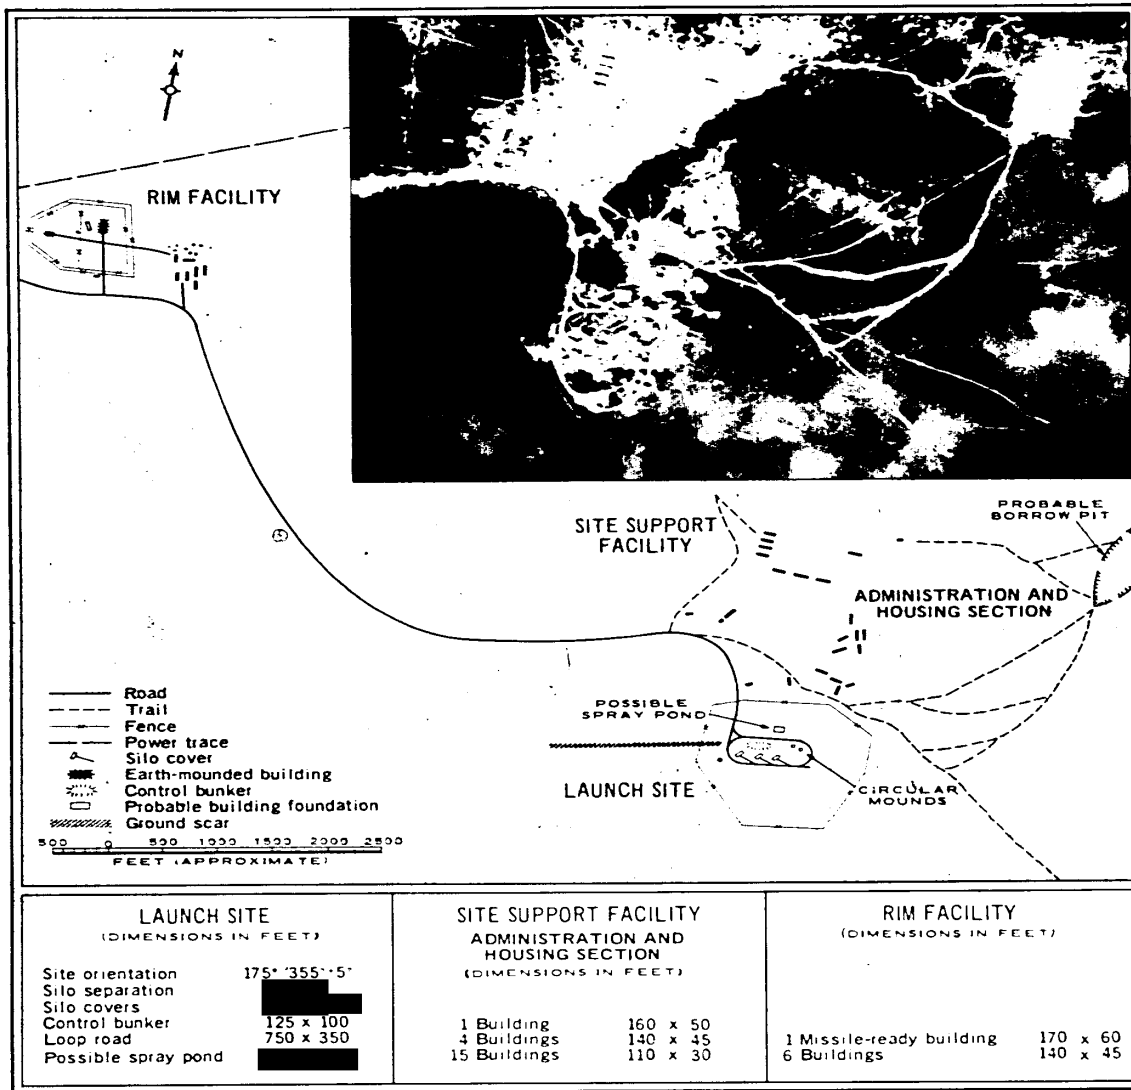 N
RIM FACILITY
SITE SUPPORT
FACILITY
PROBABLE
BORROW PIT
ADMINISTRATION AND
HOUSING SECTION
POSSIBLE
SPRAY POND
LAUNCH SITE
CIRCULAR
MOUNDS
Road
Trail
Fence
Power trace
Silo cover
Earth-mounded building
Control bunker
Probable building foundation
Ground scar
500 0 500 1000 1500 2000 2500
FEET (APPROXIMATE)
LAUNCH SITE
(DIMENSIONS IN FEET)
Site orientation 175° 355° ·5°
Silo separation
Silo covers
Control bunker 125 x 100
Loop road 750 x 350
Possible spray pond
SITE SUPPORT FACILITY
ADMINISTRATION AND
HOUSING SECTION
(DIMENSIONS IN FEET)
1 Building 160 x 50
4 Buildings 140 x 45
15 Buildings 110 x 30
RIM FACILITY
(DIMENSIONS IN FEET)
1 Missile-ready building 170 x 60
6 Buildings 140 x 45